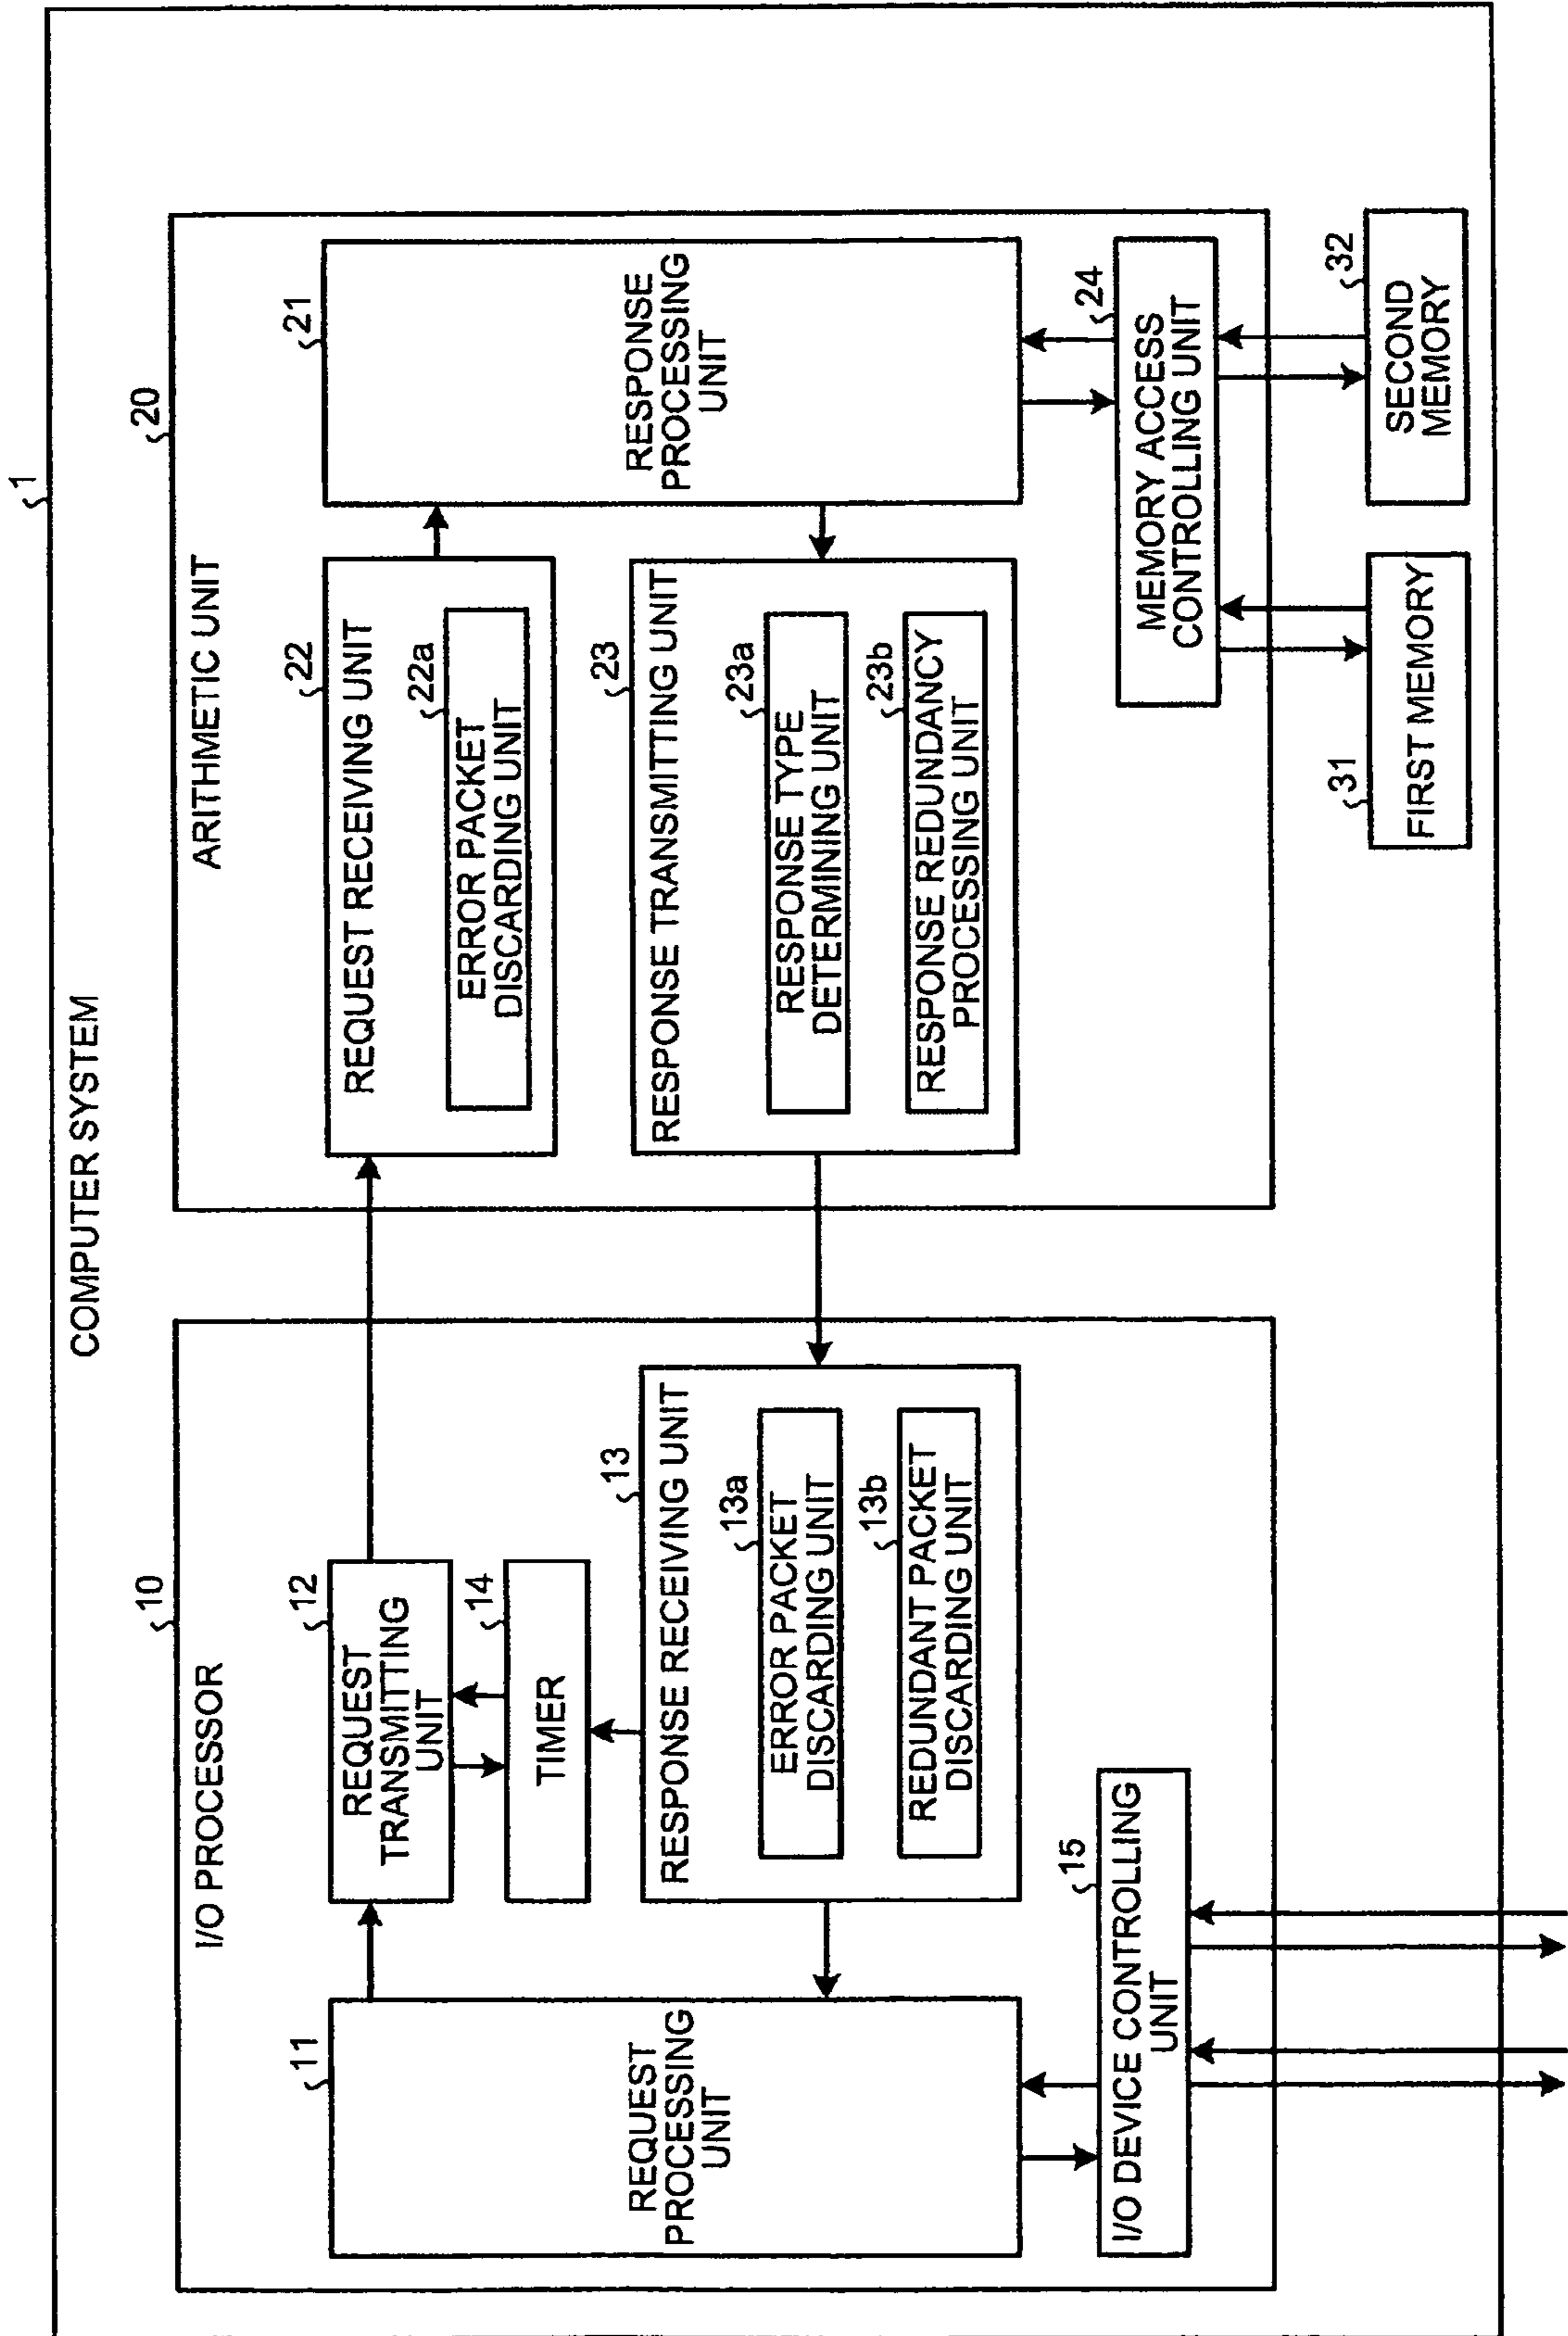 1
COMPUTER SYSTEM
10
I/O PROCESSOR
11
REQUEST
PROCESSING
UNIT
12
REQUEST
TRANSMITTING
UNIT
14
TIMER
13
RESPONSE RECEIVING UNIT
13a
ERROR PACKET
DISCARDING UNIT
13b
REDUNDANT PACKET
DISCARDING UNIT
15
I/O DEVICE CONTROLLING
UNIT
20
ARITHMETIC UNIT
22
REQUEST RECEIVING UNIT
22a
ERROR PACKET
DISCARDING UNIT
23
RESPONSE TRANSMITTING UNIT
23a
RESPONSE TYPE
DETERMINING UNIT
23b
RESPONSE REDUNDANCY
PROCESSING UNIT
21
RESPONSE
PROCESSING
UNIT
24
MEMORY ACCESS
CONTROLLING UNIT
31
FIRST MEMORY
32
SECOND
MEMORY